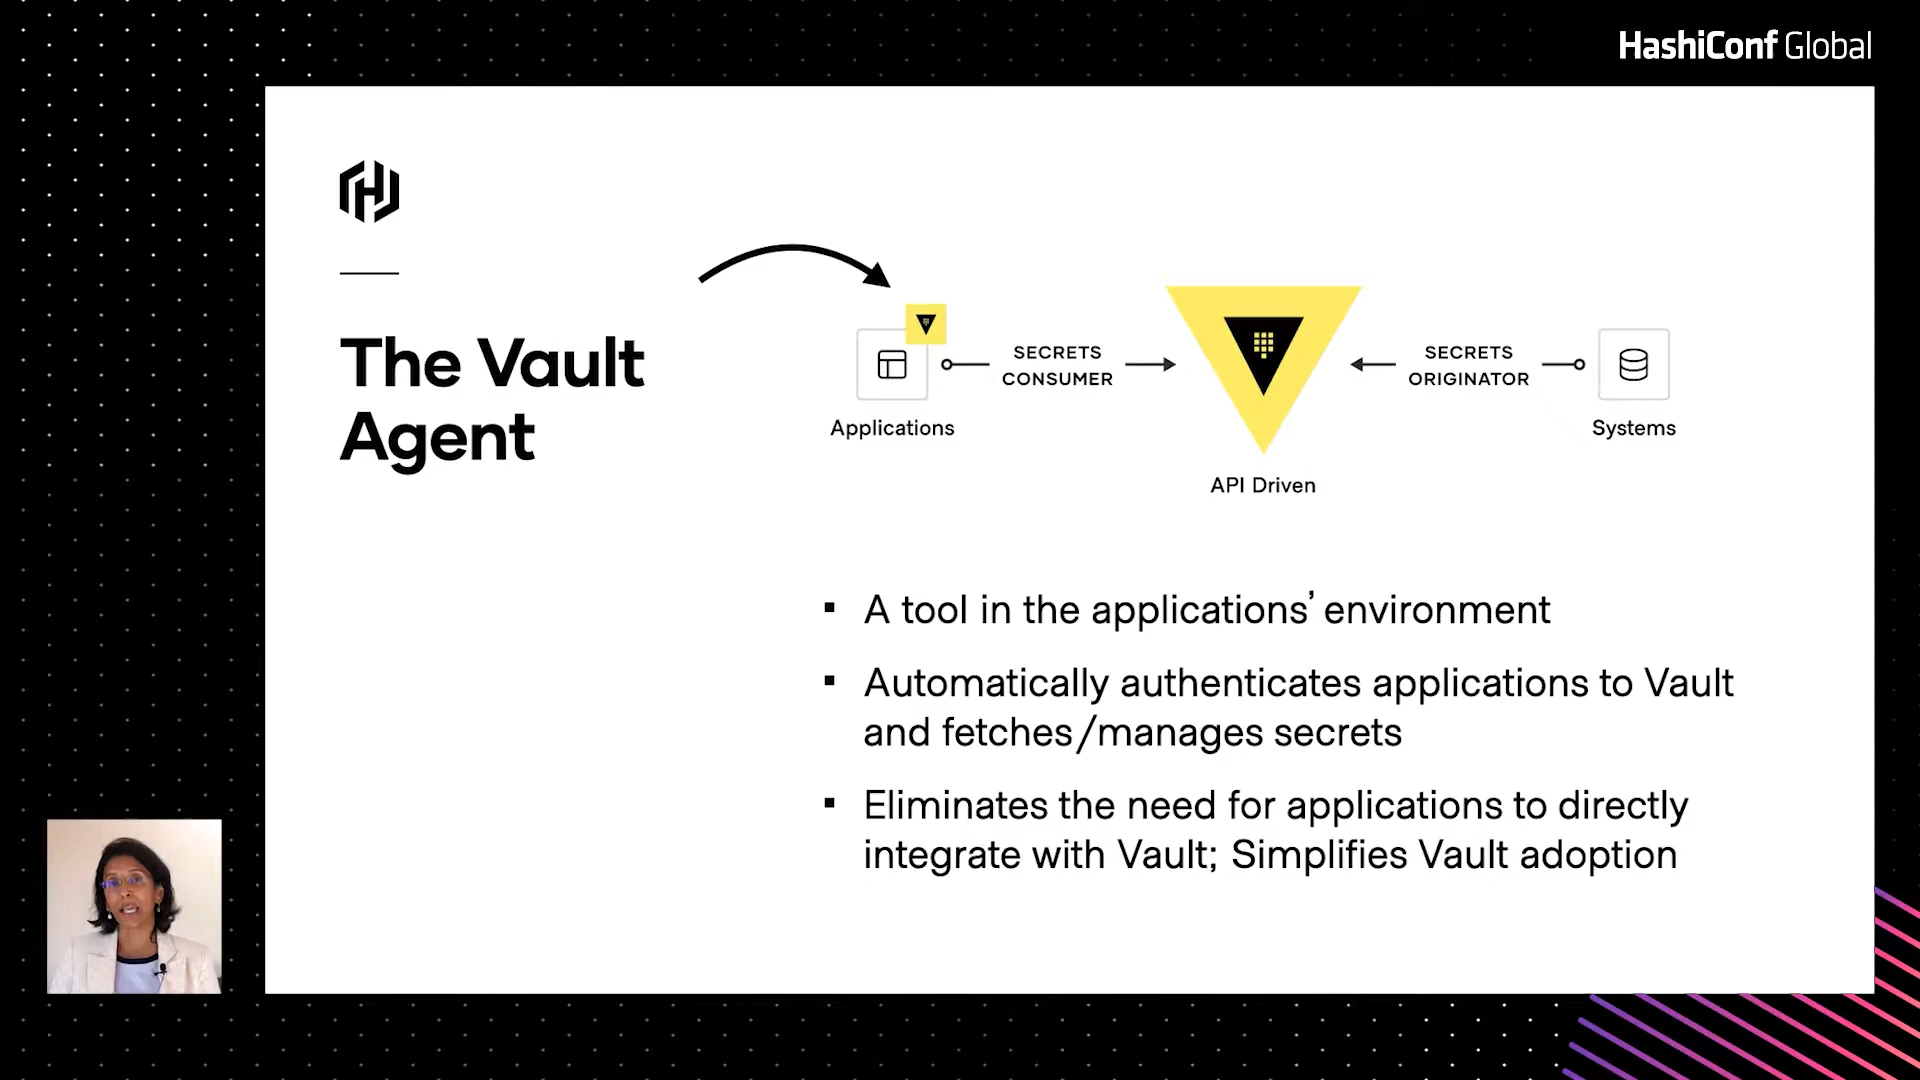 HashiConf Global
The Vault
Agent
SECRETS
CONSUMER
SECRETS
ORIGINATOR
Applications
Systems
API Driven
▪ A tool in the applications’ environment
▪ Automatically authenticates applications to Vault
and fetches/manages secrets
▪ Eliminates the need for applications to directly
integrate with Vault; Simplifies Vault adoption